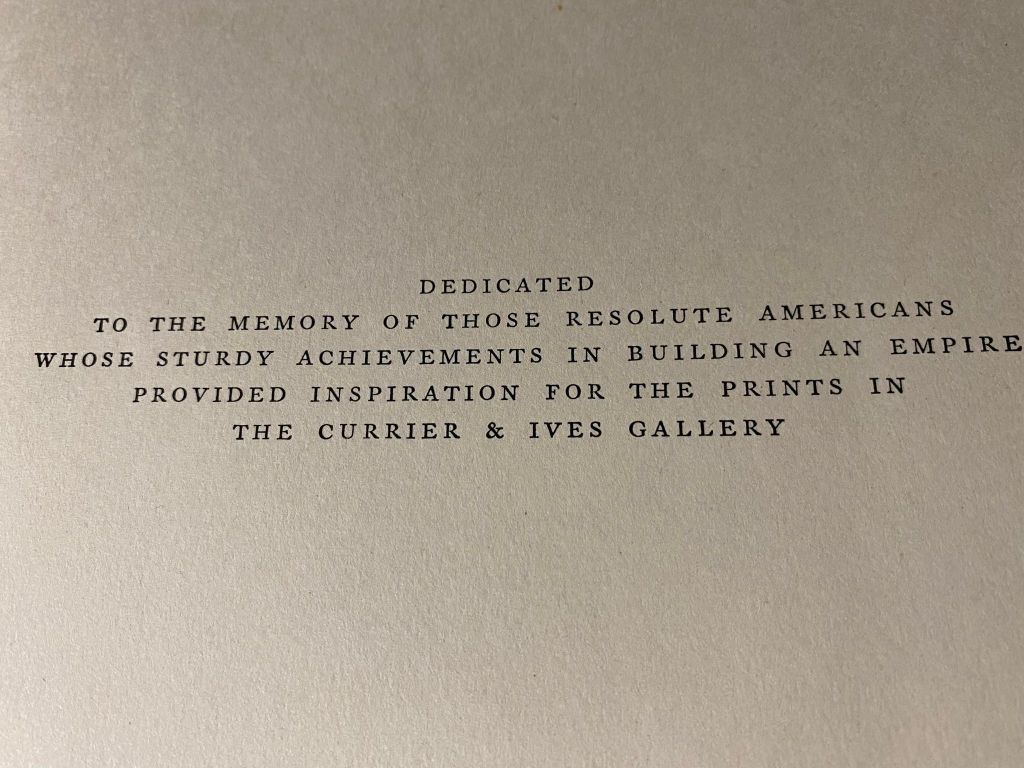 DEDICATED
TO THE MEMORY OF THOSE RESOLUTE AMERICANS
WHOSE STURDY ACHIEVEMENTS IN BUILDING AN EMPIRE
PROVIDED INSPIRATION FOR THE PRINTS IN
THE CURRIER & IVES GALLERY